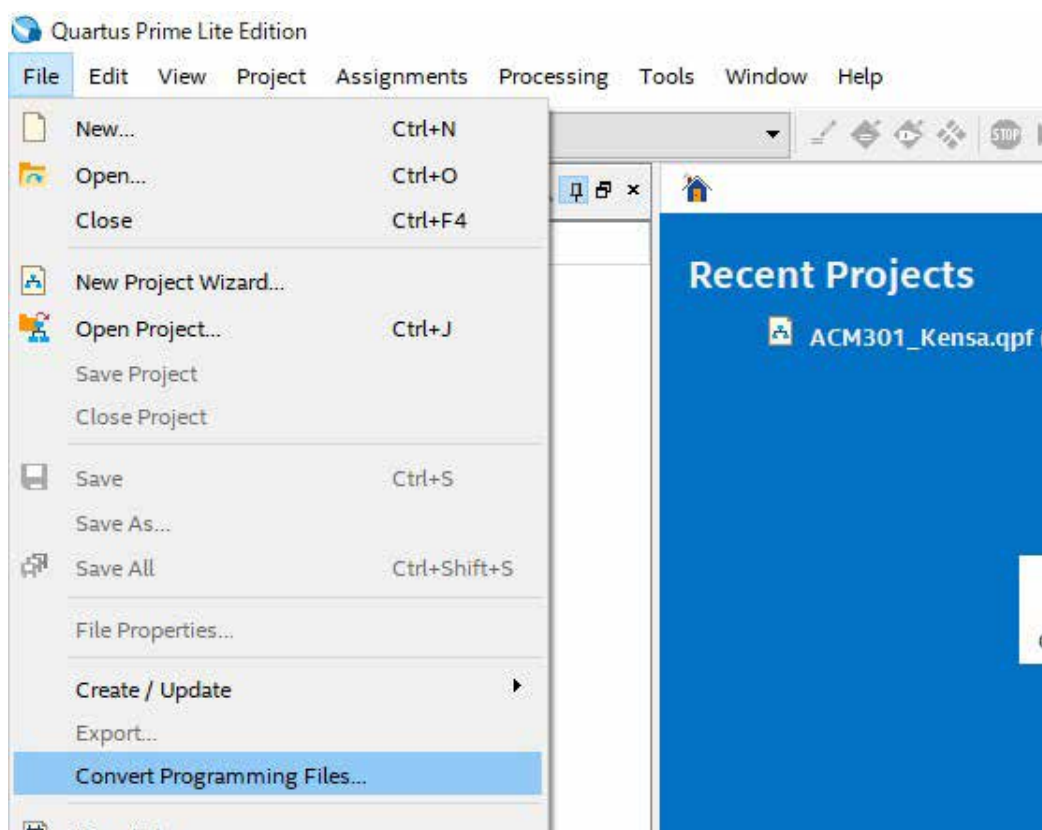 Quartus Prime Lite Edition
File Edit View Project Assignments Processing Tools Window Help
New... Ctrl+N
STOP
Open... Ctrl+O
Close Ctrl+F4
New Project Wizard...
Recent Projects
Open Project... Ctrl+J
ACM301_Kensa.qpf
Save Project
Close Project
Save Ctrl+S
Save As...
Save All Ctrl+Shift+S
File Properties...
Create / Update
Export...
Convert Programming Files...